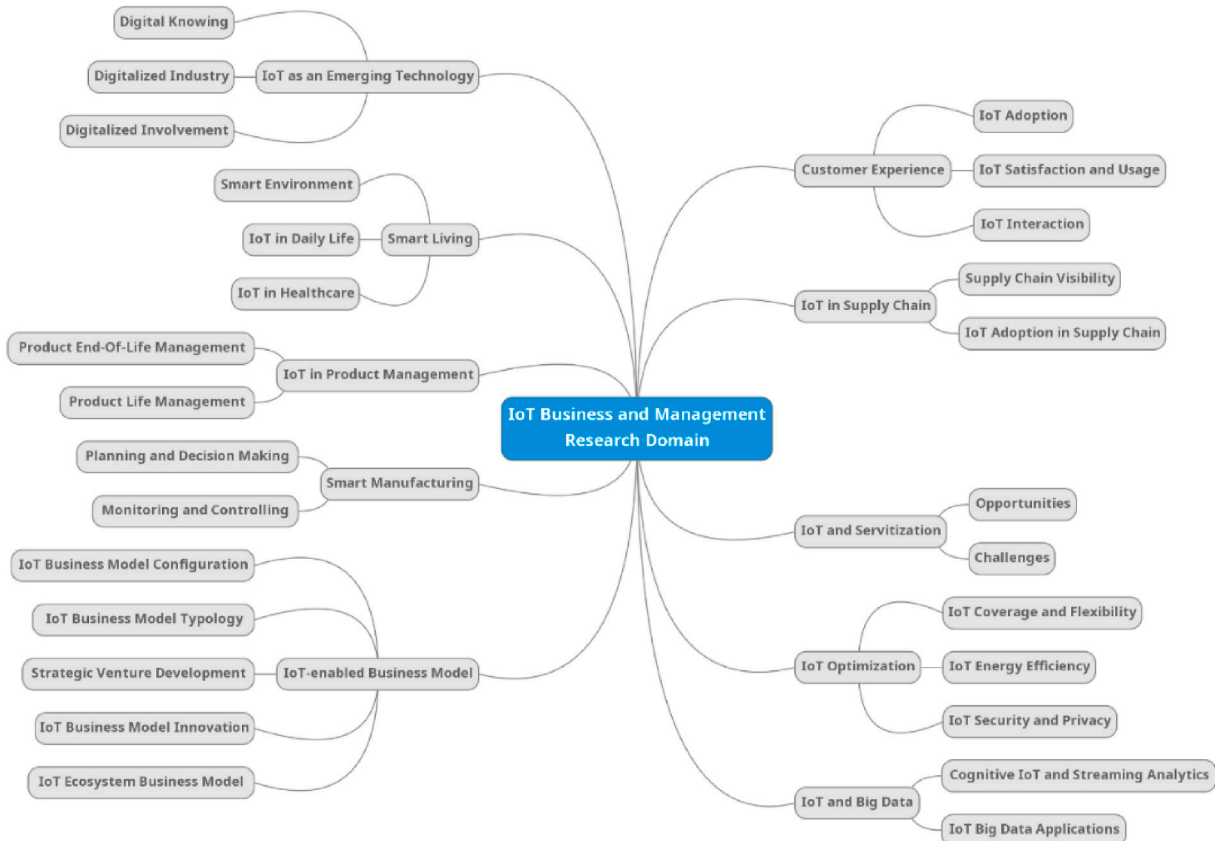 Digital Knowing
Digitalized Industry
IoT as an Emerging Technology
Digitalized Involvement
Smart Environment
IoT in Daily Life
Smart Living
IoT in Healthcare
Product End-Of-Life Management
IoT in Product Management
Product Life Management
Planning and Decision Making
Smart Manufacturing
Monitoring and Controlling
IoT Business Model Configuration
IoT Business Model Typology
Strategic Venture Development
IoT-enabled Business Model
IoT Business Model Innovation
IoT Ecosystem Business Model
IoT Business and Management
Research Domain
IoT Adoption
Customer Experience
IoT Satisfaction and Usage
IoT Interaction
Supply Chain Visibility
IoT in Supply Chain
IoT Adoption in Supply Chain
Opportunities
IoT and Servitization
Challenges
IoT Coverage and Flexibility
IoT Optimization
IoT Energy Efficiency
IoT Security and Privacy
Cognitive IoT and Streaming Analytics
IoT and Big Data
IoT Big Data Applications